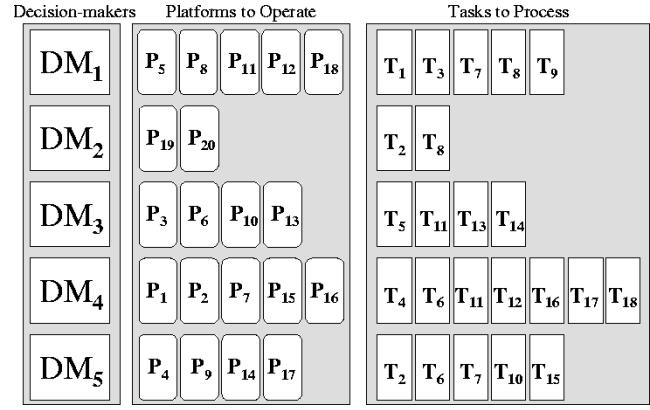 Decision-makers Platforms to Operate Tasks to Process
DM₁ P₅ P₈ P₁₁ P₁₂ P₁₈ T₁ T₃ T₇ T₈ T₉
DM₂ P₁₉ P₂₀ T₂ T₈
DM₃ P₃ P₆ P₁₀ P₁₃ T₅ T₁₁ T₁₃ T₁₄
DM₄ P₁ P₂ P₇ P₁₅ P₁₆ T₄ T₆ T₁₁ T₁₂ T₁₆ T₁₇ T₁₈
DM₅ P₄ P₉ P₁₄ P₁₇ T₂ T₆ T₇ T₁₀ T₁₅